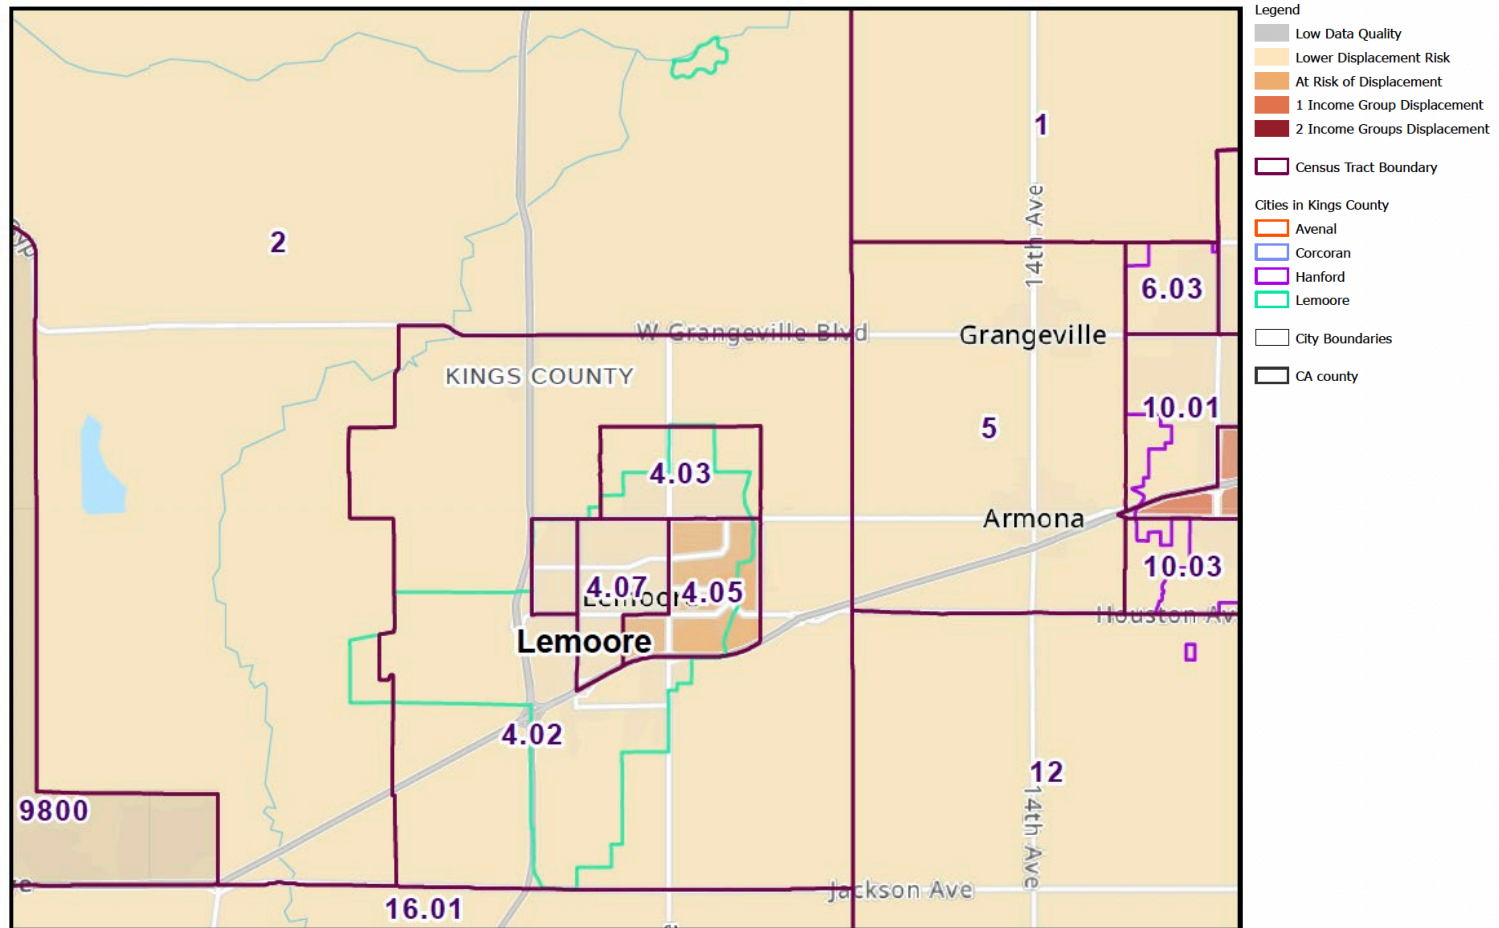 1
14th Ave
2
6.03
W Grangeville Blvd
Grangeville
KINGS COUNTY
10.01
5
4.03
Armona
10.03
4.07
4.05
Lemoore
Houston Av
Lemoore
4.02
12
14th Ave
9800
Jackson Ave
16.01
Legend
Low Data Quality
Lower Displacement Risk
At Risk of Displacement
1 Income Group Displacement
2 Income Groups Displacement
Census Tract Boundary
Cities in Kings County
Avenal
Corcoran
Hanford
Lemoore
City Boundaries
CA county